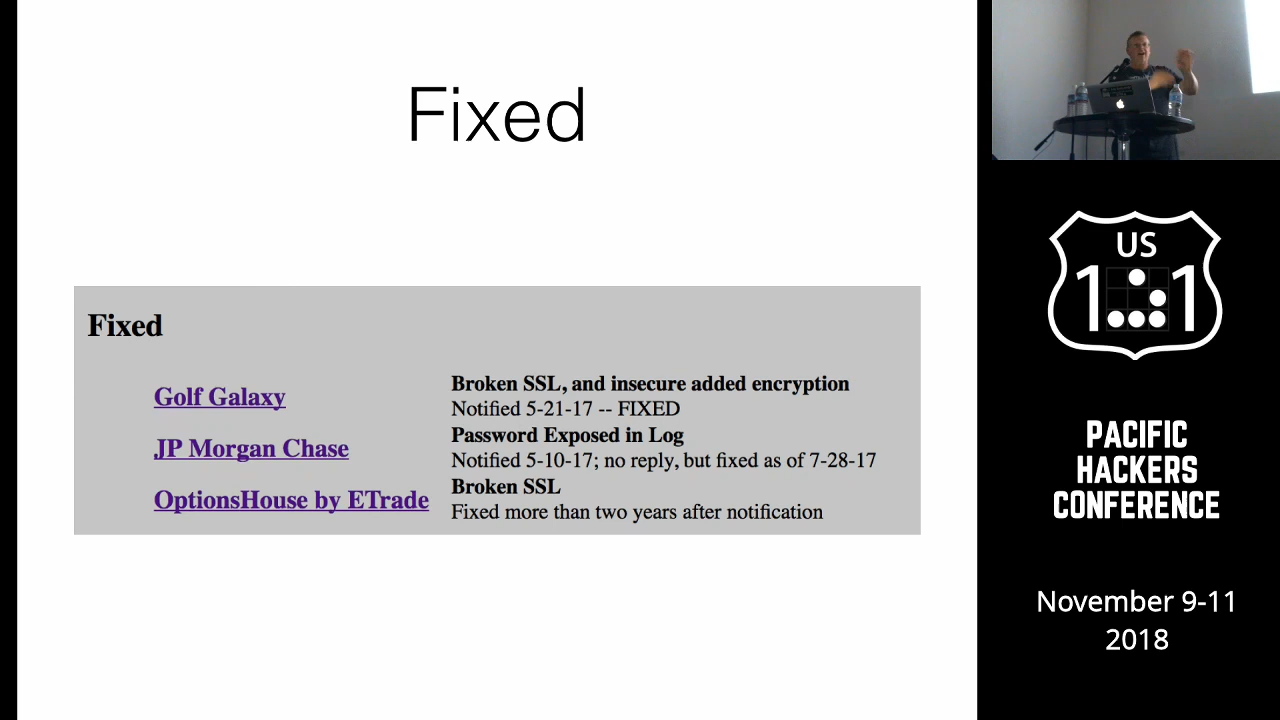 Fixed
Fixed
Golf Galaxy
Broken SSL, and insecure added encryption
Notified 5-21-17 -- FIXED
JP Morgan Chase
Password Exposed in Log
Notified 5-10-17; no reply, but fixed as of 7-28-17
OptionsHouse by ETrade
Broken SSL
Fixed more than two years after notification
US
1 1
PACIFIC
HACKERS
CONFERENCE
November 9-11
2018